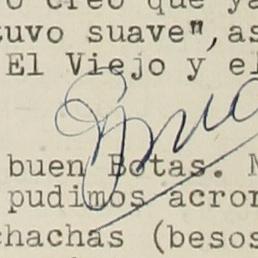 o creo que ya
tuvo suave", as
El Viejo y el
buen Botas. M
pudimos acron
chachas (besos